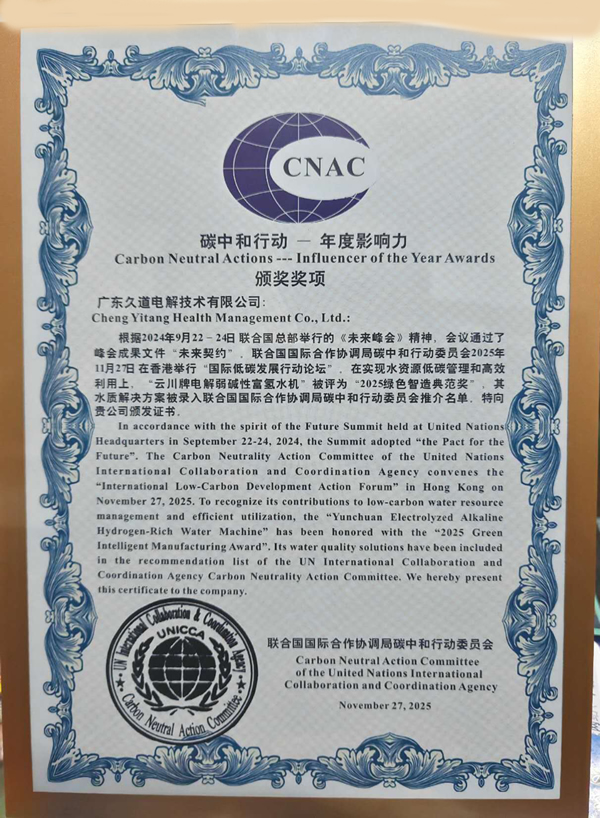 CNAC
碳中和行动 — 年度影响力
Carbon Neutral Actions --- Influencer of the Year Awards
颁奖奖项
广东久道电解技术有限公司：
Cheng Yitang Health Management Co., Ltd.:
根据2024年9月22－24日 联合国总部举行的《未来峰会》精神，会议通过了
峰会成果文件“未来契约”，联合国国际合作协调局碳中和行动委员会2025年
11月27日 在香港举行“国际低碳发展行动论坛”，在实现水资源低碳管理和高效
利用上，“云川牌电解弱碱性富氢水机”被评为“2025绿色智造典范奖”，其
水质解决方案被录入联合国国际合作协调局碳中和行动委员会推介名单，特向
贵公司颁发证书．
In accordance with the spirit of the Future Summit held at United Nations
Headquarters in September 22-24, 2024, the Summit adopted “the Pact for the
Future”. The Carbon Neutrality Action Committee of the United Nations
International Collaboration and Coordination Agency convenes the
“International Low-Carbon Development Action Forum” in Hong Kong on
November 27, 2025. To recognize its contributions to low-carbon water resource
management and efficient utilization, the “Yunchuan Electrolyzed Alkaline
Hydrogen-Rich Water Machine” has been honored with the “2025 Green
Intelligent Manufacturing Award”. Its water quality solutions have been included
in the recommendation list of the UN International Collaboration and
Coordination Agency Carbon Neutrality Action Committee. We hereby present
this certificate to the company.
UN International Collaboration & Coordination Agency
UNICCA
Carbon Neutral Action Committee
联合国国际合作协调局碳中和行动委员会
Carbon Neutral Action Committee
of the United Nations International
Collaboration and Coordination Agency
November 27, 2025